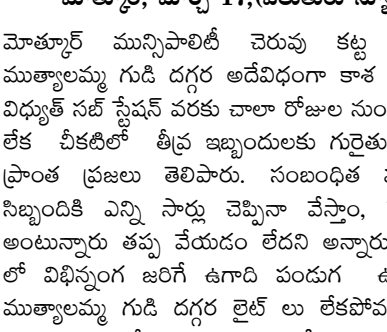 మోత్కూర్ మున్సిపాలిటీ చెరువు కట్ట
ముత్యాలమ్మ గుడి దగ్గర అదేవిధంగా కాశ
విధ్యుత్ సబ్ స్టేషన్ వరకు చాలా రోజుల నుం
లేక చీకటిలో తీవ్ర ఇబ్బందులకు గురైతు
ప్రాంత ప్రజలు తెలిపారు. సంబంధిత
సిబ్బందికి ఎన్ని సార్లు చెప్పినా వేస్తాం,
అంటున్నారు తప్ప వేయడం లేదని అన్నారు
లో విభిన్నంగ జరిగే ఉగాది పండుగ
ముత్యాలమ్మ గుడి దగ్గర లైట్ లు లేకపోవ